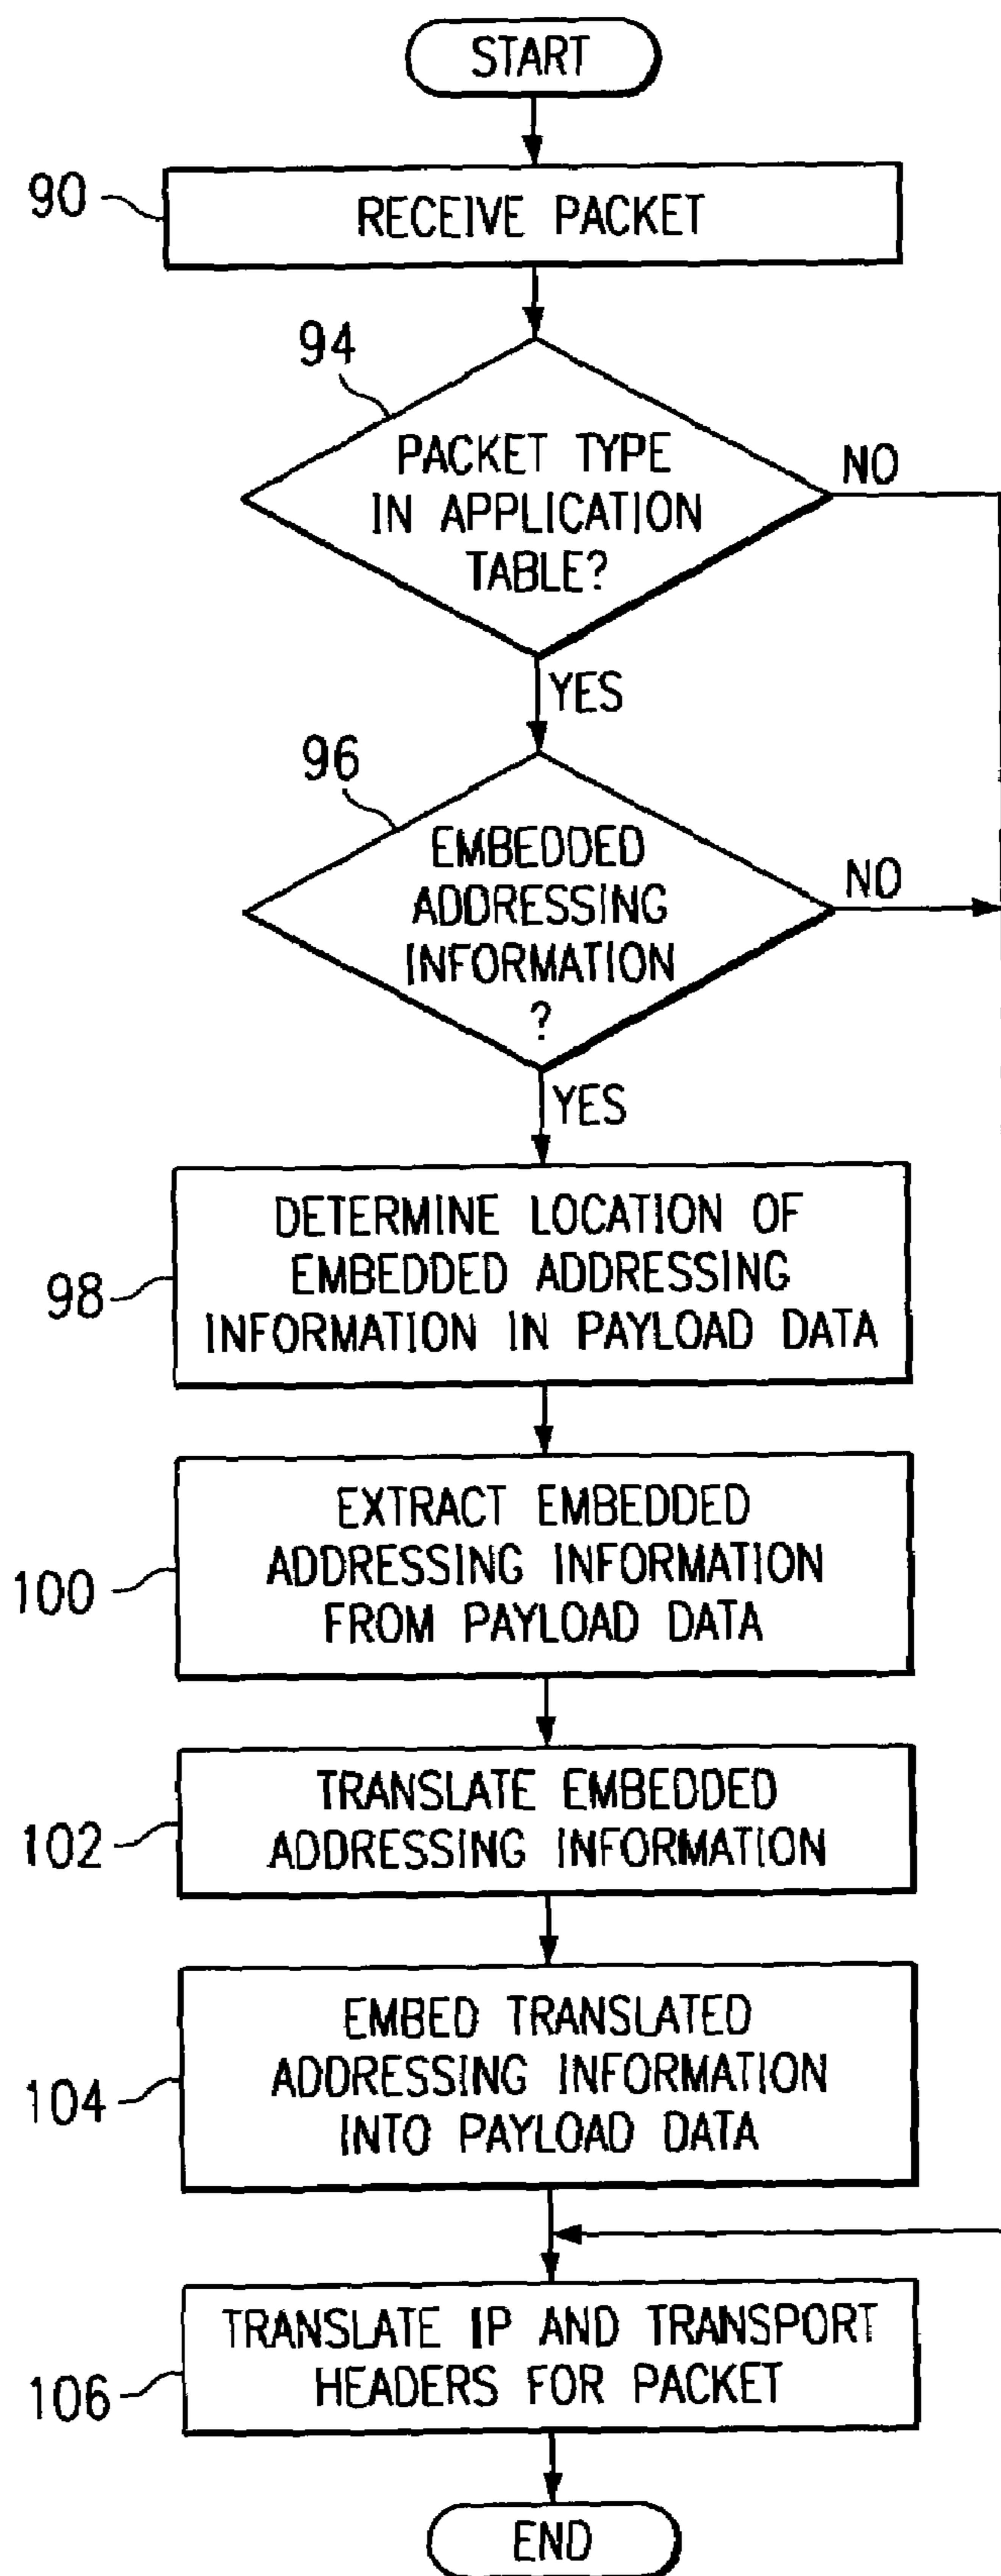 START
90
RECEIVE PACKET
94
PACKET TYPE
IN APPLICATION
TABLE?
NO
YES
96
EMBEDDED
ADDRESSING
INFORMATION
?
NO
YES
98
DETERMINE LOCATION OF
EMBEDDED ADDRESSING
INFORMATION IN PAYLOAD DATA
100
EXTRACT EMBEDDED
ADDRESSING INFORMATION
FROM PAYLOAD DATA
102
TRANSLATE EMBEDDED
ADDRESSING INFORMATION
104
EMBED TRANSLATED
ADDRESSING INFORMATION
INTO PAYLOAD DATA
106
TRANSLATE IP AND TRANSPORT
HEADERS FOR PACKET
END